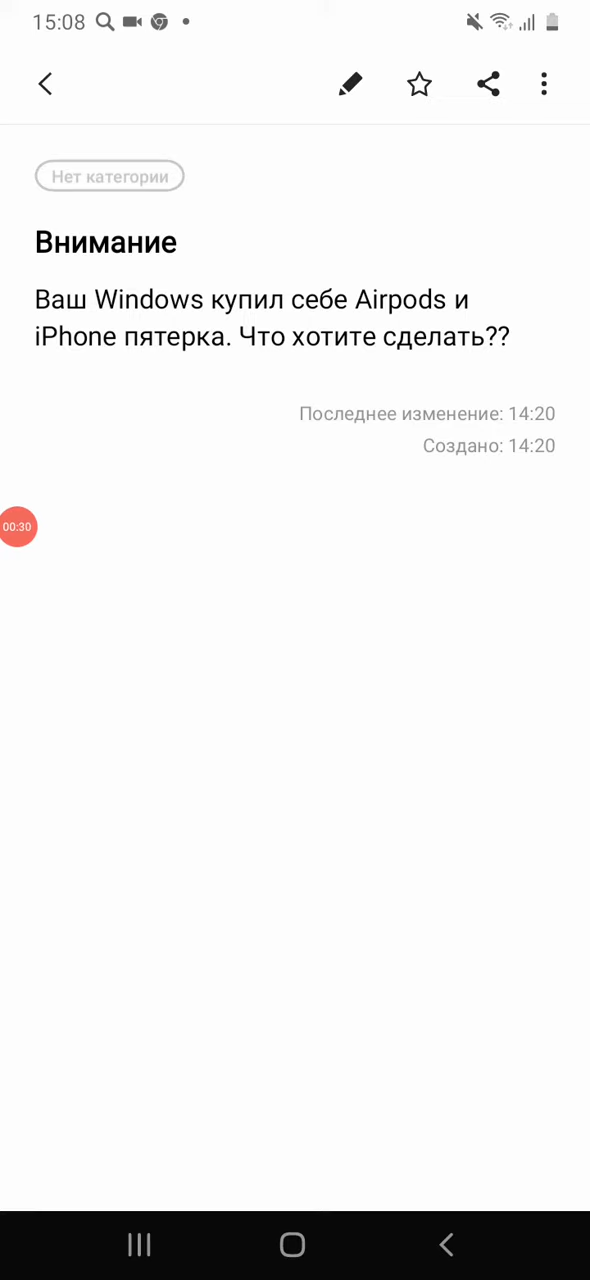 15:08
Нет категории
Внимание
Ваш Windows купил себе Airpods и
iPhone пятерка. Что хотите сделать??
Последнее изменение: 14:20
Создано: 14:20
00:30